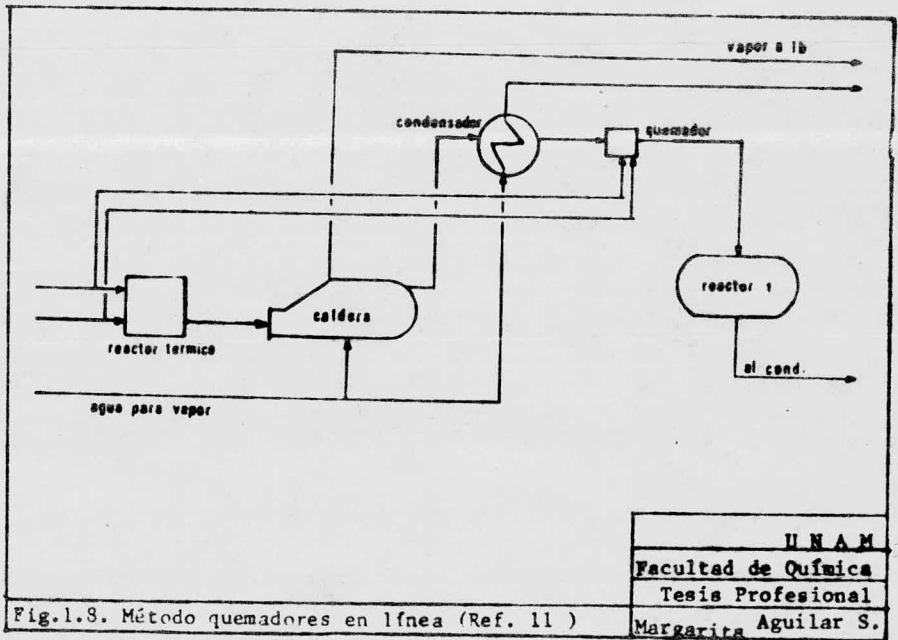 vapor a lb
condensador
quemador
caldera
reactor 1
reactor termico
al cond.
agua para vapor
U N A M
Facultad de Química
Tesis Profesional
Margarita Aguilar S.
Fig.1.8. Método quemadores en línea (Ref. 11 )